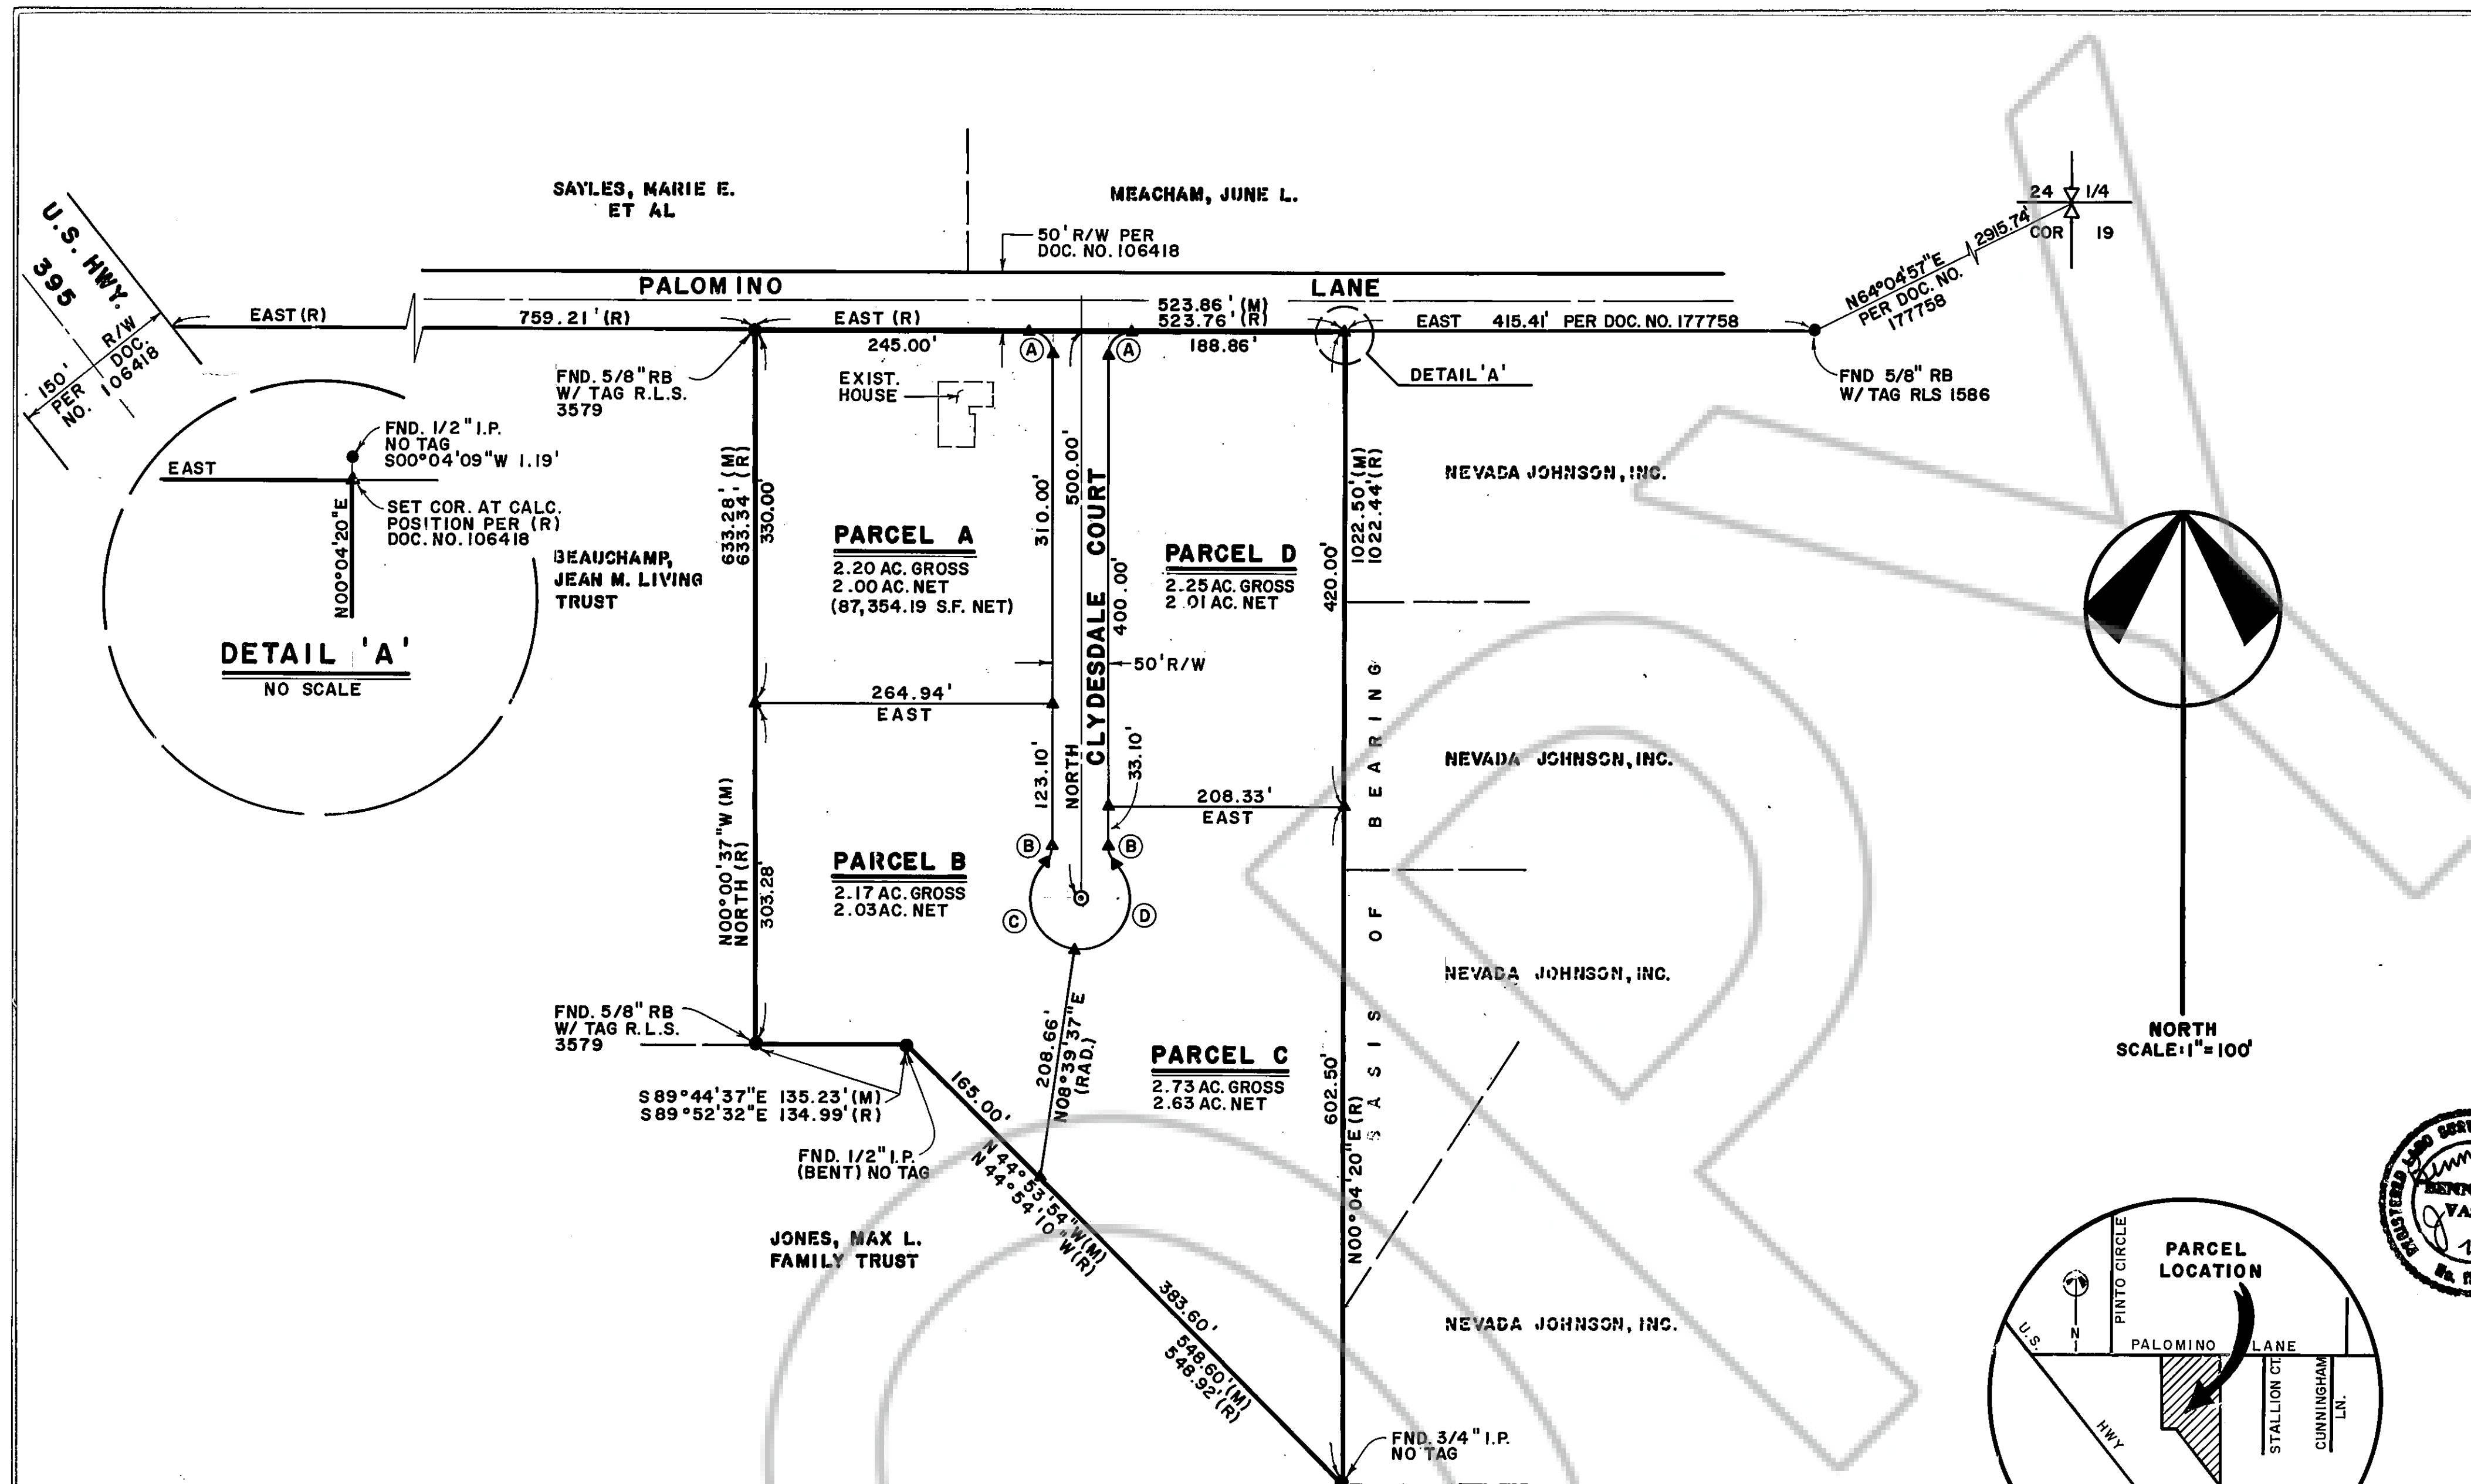 SAYLES, MARIE E.
ET AL
MEACHAM, JUNE L.
50' R/W PER
DOC. NO. 106418
24 1/4
COR 19
2915.74'
N64°04'57"E
PER DOC. NO.
177758
U.S. HWY.
395
150' R/W
PER DOC.
NO. 106418
PALOMINO LANE
EAST (R)
759.21' (R)
EAST (R)
245.00'
523.86' (M)
523.76' (R)
188.86'
EAST 415.41' PER DOC. NO. 177758
A
A
DETAIL 'A'
FND 5/8" RB
W/ TAG RLS 1586
FND. 5/8" RB
W/ TAG R.L.S.
3579
EXIST.
HOUSE
FND. 1/2" I.P.
NO TAG
S00°04'09"W 1.19'
EAST
SET COR. AT CALC.
POSITION PER (R)
DOC. NO. 106418
N00°04'20"E
DETAIL 'A'
NO SCALE
BEAUCHAMP,
JEAN M. LIVING
TRUST
633.28' (M)
633.34' (R)
330.00'
PARCEL A
2.20 AC. GROSS
2.00 AC. NET
(87,354.19 S.F. NET)
310.00'
500.00'
CLYDESDALE COURT
400.00'
PARCEL D
2.25 AC. GROSS
2.01 AC. NET
420.00'
1022.50' (M)
1022.44' (R)
NEVADA JOHNSON, INC.
50' R/W
264.94'
EAST
123.10'
NORTH
33.10'
208.33'
EAST
NEVADA JOHNSON, INC.
N00°00'37"W (M)
NORTH (R)
303.28'
PARCEL B
2.17 AC. GROSS
2.03 AC. NET
B
B
C
D
NEVADA JOHNSON, INC.
BASIS OF BEARING
FND. 5/8" RB
W/ TAG R.L.S.
3579
S89°44'37"E 135.23' (M)
S89°52'32"E 134.99' (R)
FND. 1/2" I.P.
(BENT) NO TAG
165.00'
208.66'
N08°39'37"E
(RAD.)
PARCEL C
2.73 AC. GROSS
2.63 AC. NET
602.50'
N00°04'20"E (R)
N44°53'54"W (M)
N44°54'10"W (R)
JONES, MAX L.
FAMILY TRUST
383.60'
548.60' (M)
548.92' (R)
NEVADA JOHNSON, INC.
FND. 3/4" I.P.
NO TAG
NORTH
SCALE: 1"=100'
REGISTERED LAND
PARCEL
LOCATION
PINTO CIRCLE
N
PALOMINO LANE
U.S.
HWY
STALLION CT.
CUNNINGHAM
LN.